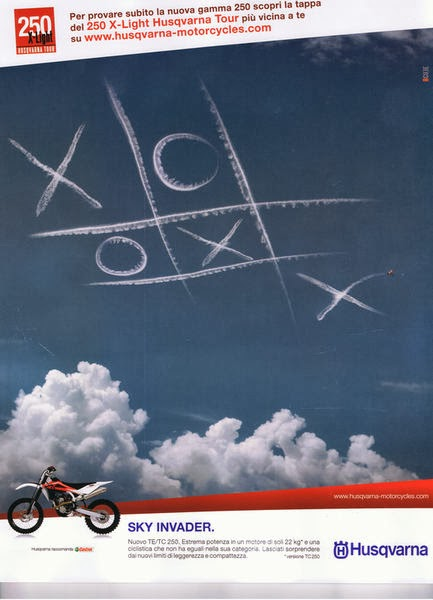 250
X-Light
HUSQVARNA TOUR
Per provare subito la nuova gamma 250 scopri la tappa
del 250 X-Light Husqvarna Tour più vicina a te
su www.husqvarna-motorcycles.com
www.husqvarna-motorcycles.com
SKY INVADER.
Nuovo TE/TC 250. Estrema potenza in un motore di soli 22 kg* e una
ciclistica che non ha eguali nella sua categoria. Lasciati sorprendere
dai nuovi limiti di leggerezza e compattezza.
* versione TC250
Husqvarna raccomanda Castrol
Husqvarna